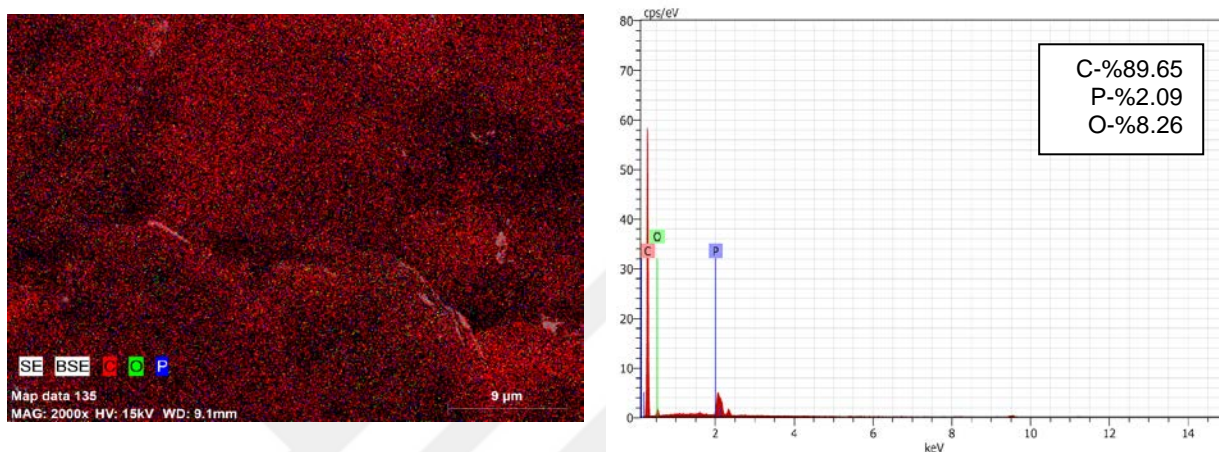 SE BSE C O P
Map data 135
MAG: 2000x HV: 15kV WD: 9.1mm
9 µm
cps/eV
80
70
60
50
40
30
20
10
0
C
O
P
2
4
6
8
10
12
14
keV
C-%89.65
P-%2.09
O-%8.26